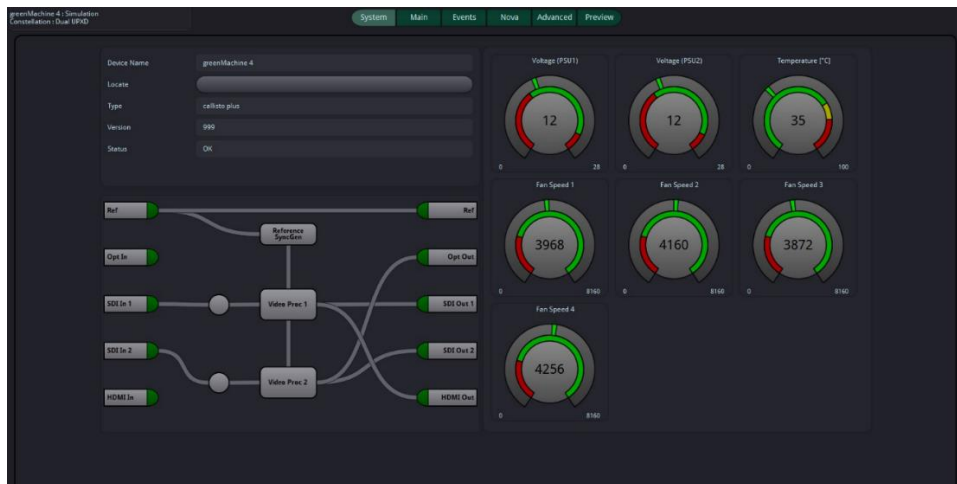 greenMachine 4 : Simulation
Constellation : Dual UPXD
System
Main
Events
Nova
Advanced
Preview
Device Name
greenMachine 4
Locate
Type
callisto plus
Version
999
Status
OK
Ref
Ref
Reference
SyncGen
Opt In
Opt Out
SDI In 1
Video Proc 1
SDI Out 1
SDI In 2
SDI Out 2
Video Proc 2
HDMI In
HDMI Out
Voltage (PSU1)
12
0
28
Voltage (PSU2)
12
0
28
Temperature [°C]
35
0
100
Fan Speed 1
3968
0
8160
Fan Speed 2
4160
0
8160
Fan Speed 3
3872
0
8160
Fan Speed 4
4256
0
8160